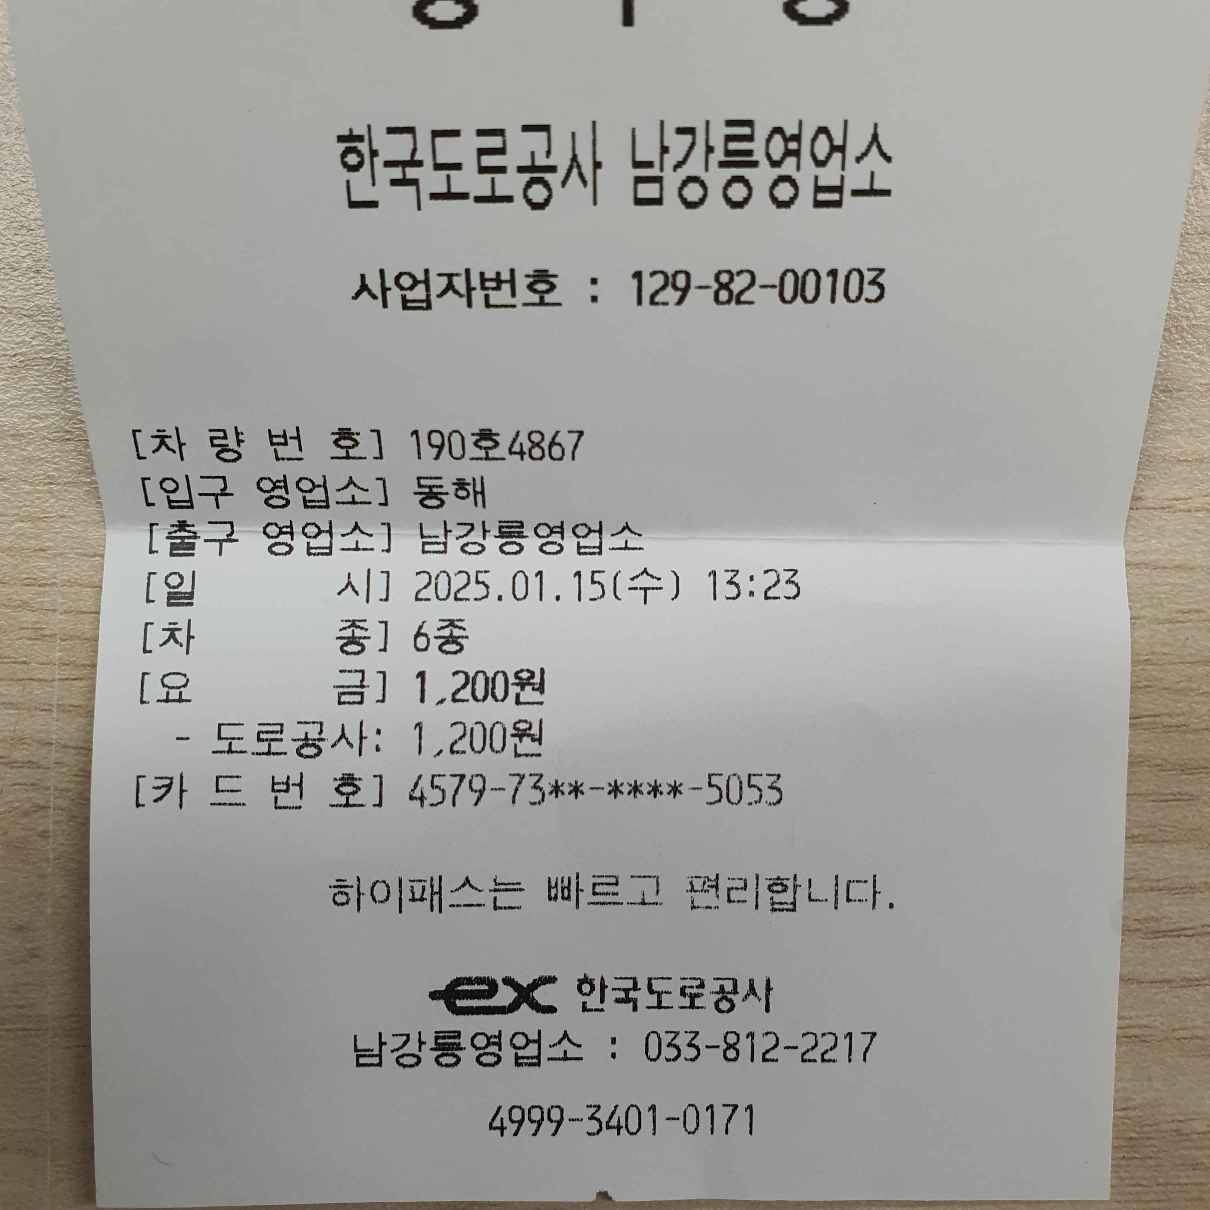 한국도로공사 남강릉영업소
사업자번호 : 129-82-00103
[차 량 번 호] 190호4867
[입구 영업소] 동해
[출구 영업소] 남강릉영업소
[일 시] 2025.01.15(수) 13:23
[차 종] 6종
[요 금] 1,200원
- 도로공사: 1,200원
[카 드 번 호] 4579-73**-****-5053
하이패스는 빠르고 편리합니다.
ex 한국도로공사
남강릉영업소 : 033-812-2217
4999-3401-0171